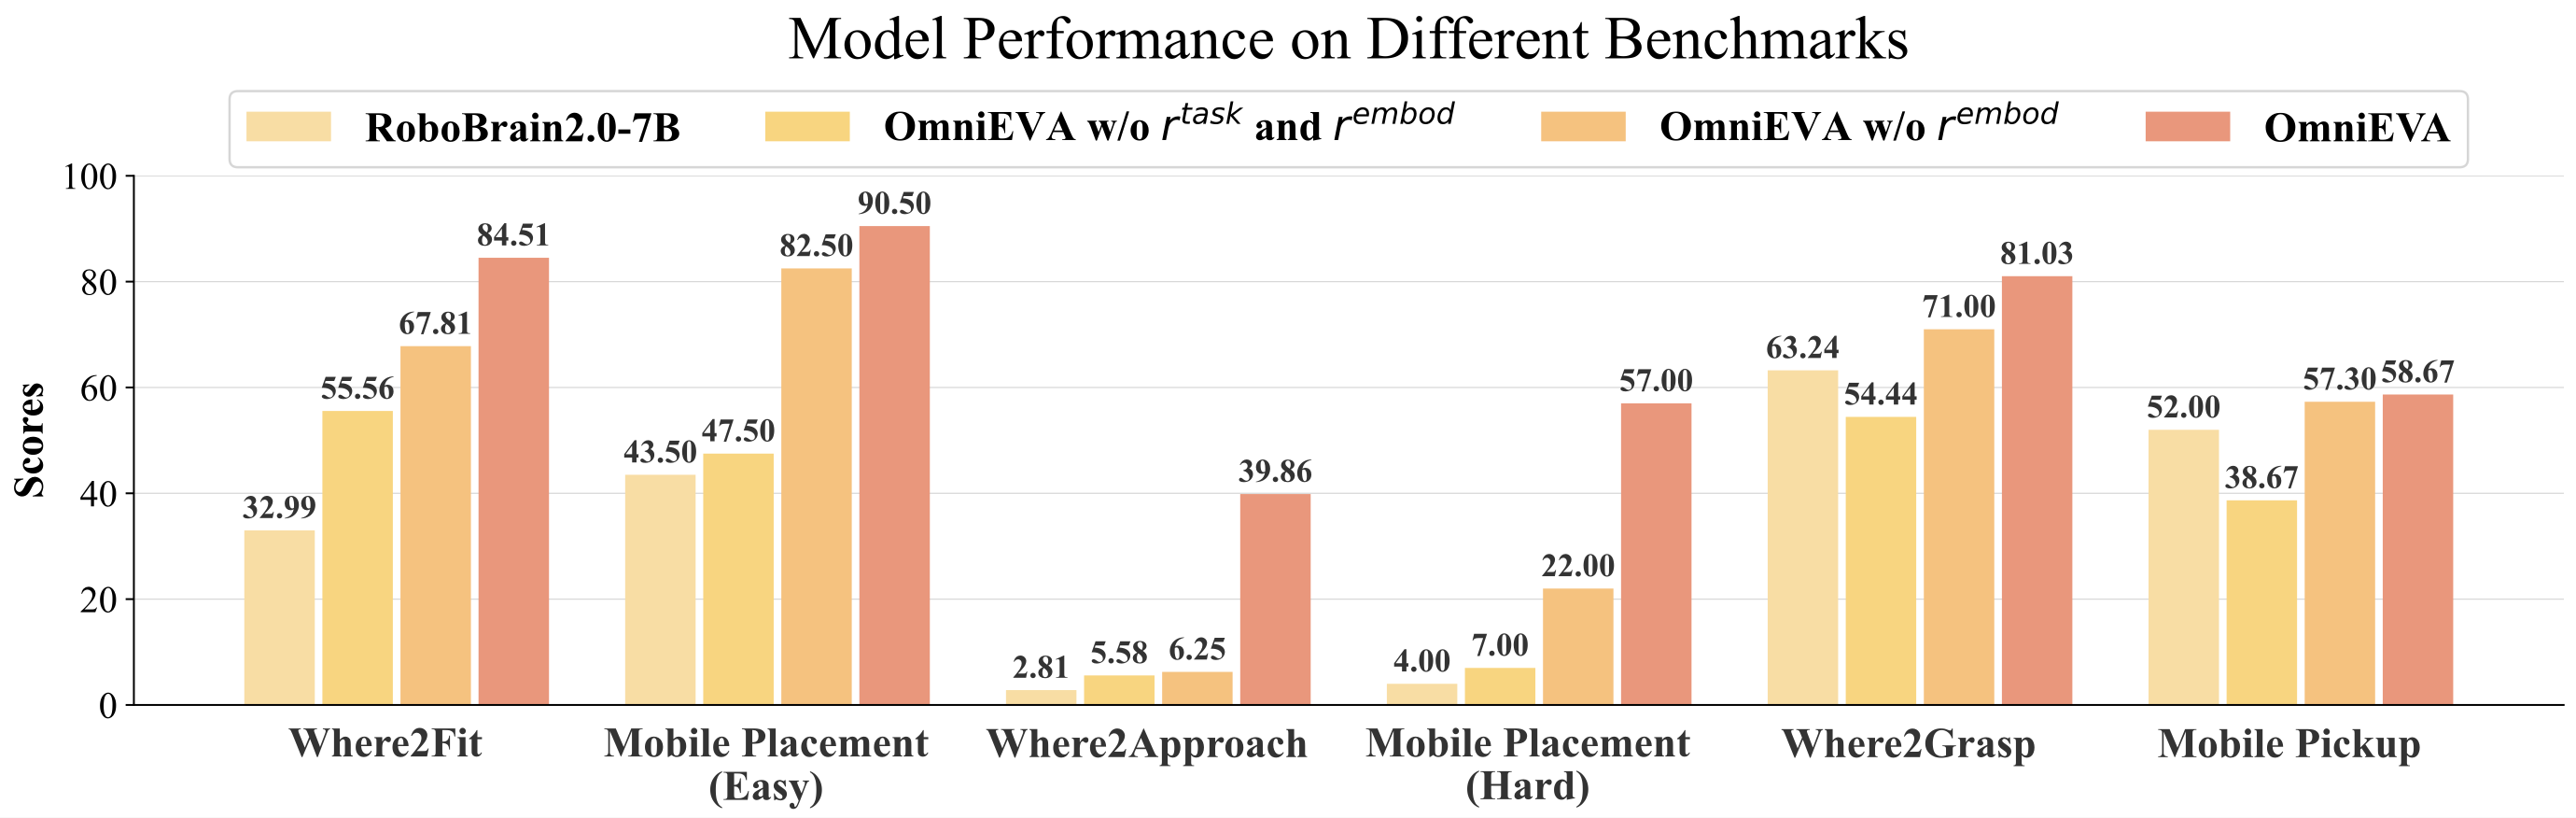 Model Performance on Different Benchmarks
RoboBrain2.0-7B OmniEVA w/o r^task and r^embod OmniEVA w/o r^embod OmniEVA
Scores
100
80
60
40
20
0
32.99 55.56 67.81 84.51
43.50 47.50 82.50 90.50
2.81 5.58 6.25 39.86
4.00 7.00 22.00 57.00
63.24 54.44 71.00 81.03
52.00 38.67 57.30 58.67
Where2Fit
Mobile Placement
(Easy)
Where2Approach
Mobile Placement
(Hard)
Where2Grasp
Mobile Pickup